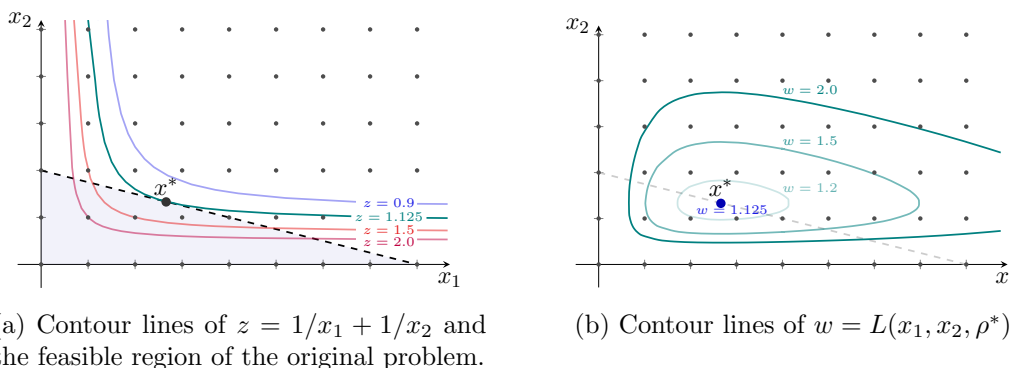 x₂
x*
z = 0.9
z = 1.125
z = 1.5
z = 2.0
x₁
x₂
w = 2.0
w = 1.5
w = 1.2
x*
w = 1.125
x
a) Contour lines of z = 1/x₁ + 1/x₂ and
he feasible region of the original problem.
(b) Contour lines of w = L(x₁, x₂, ρ*)